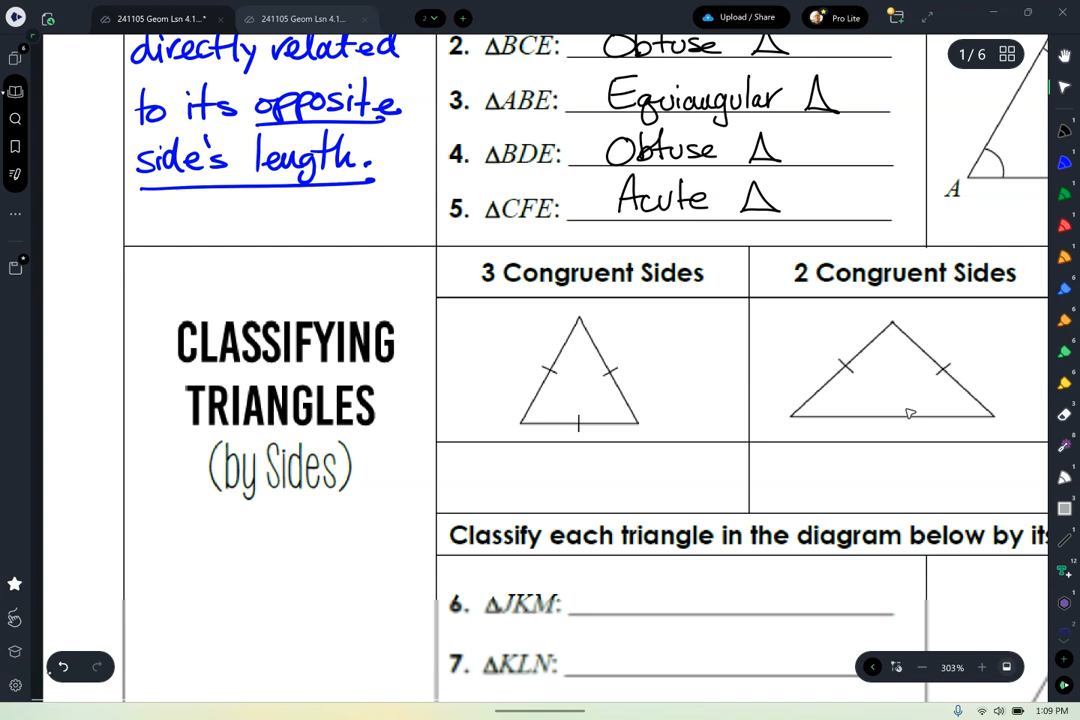 241105 Geom Lsn 4.1...*
241105 Geom Lsn 4.1...
2
Upload / Share
Pro Lite
1/6
directly related
to its opposite
side's length.
2. ΔBCE: Obtuse Δ
3. ΔABE: Equiangular Δ
4. ΔBDE: Obtuse Δ
5. ΔCFE: Acute Δ
A
3 Congruent Sides
2 Congruent Sides
CLASSIFYING
TRIANGLES
(by Sides)
Classify each triangle in the diagram below by its
6. ΔJKM:
7. ΔKLN:
303%
1:09 PM